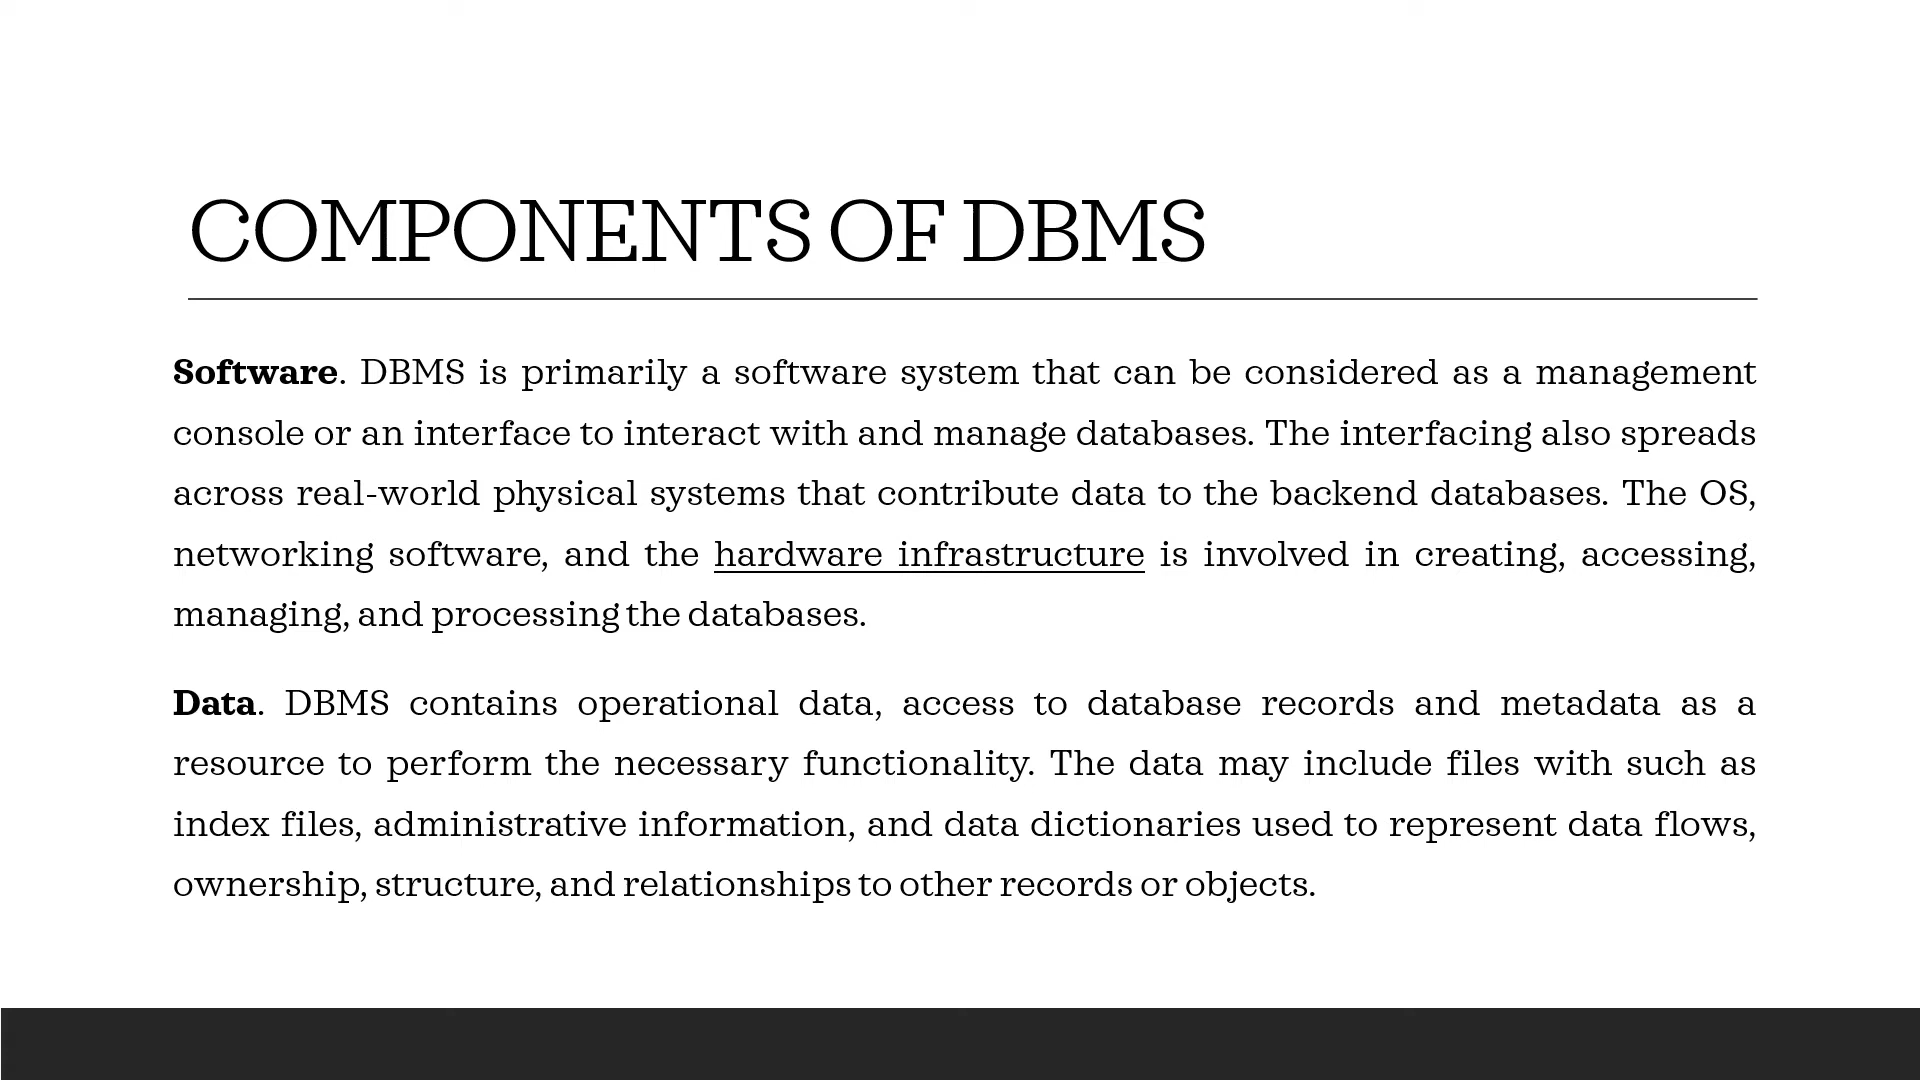 COMPONENTS OF DBMS
Software. DBMS is primarily a software system that can be considered as a management
console or an interface to interact with and manage databases. The interfacing also spreads
across real-world physical systems that contribute data to the backend databases. The OS,
networking software, and the hardware infrastructure is involved in creating, accessing,
managing, and processing the databases.
Data. DBMS contains operational data, access to database records and metadata as a
resource to perform the necessary functionality. The data may include files with such as
index files, administrative information, and data dictionaries used to represent data flows,
ownership, structure, and relationships to other records or objects.